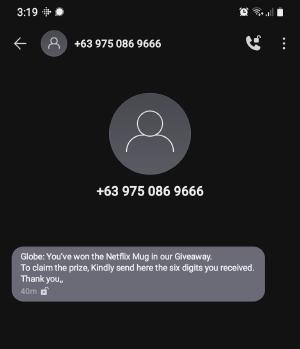 3:19
+63 975 086 9666
+63 975 086 9666
Globe: You've won the Netflix Mug in our Giveaway.
To claim the prize, Kindly send here the six digits you received.
Thank you,,
40m